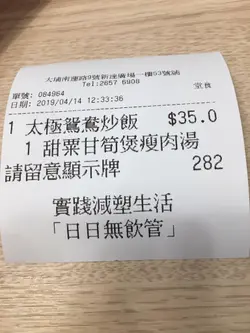 大埔南運路9號新達廣場一樓53號舖
Tel:2657 6808
單號: 084964
堂食
日期: 2019/04/14 12:33:36
1 太極鴛鴦炒飯 $35.0
1 甜粟甘筍煲瘦肉湯
請留意顯示牌 282
實踐減塑生活
「日日無飲管」